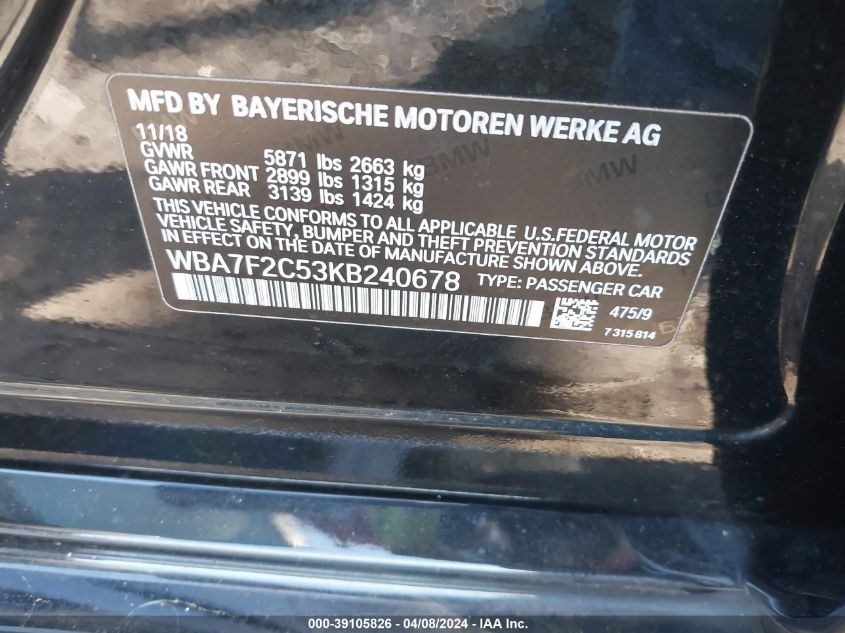 MFD BY BAYERISCHE MOTOREN WERKE AG
11/18
GVWR 5871 lbs 2663 kg
GAWR FRONT 2899 lbs 1315 kg
GAWR REAR 3139 lbs 1424 kg
THIS VEHICLE CONFORMS TO ALL APPLICABLE U.S.FEDERAL MOTOR
VEHICLE SAFETY, BUMPER AND THEFT PREVENTION STANDARDS
IN EFFECT ON THE DATE OF MANUFACTURE SHOWN ABOVE.
WBA7F2C53KB240678 TYPE: PASSENGER CAR
475/9
7315814
BMW
BMW
000-39105826 | 04/08/2024 | IAA Inc.